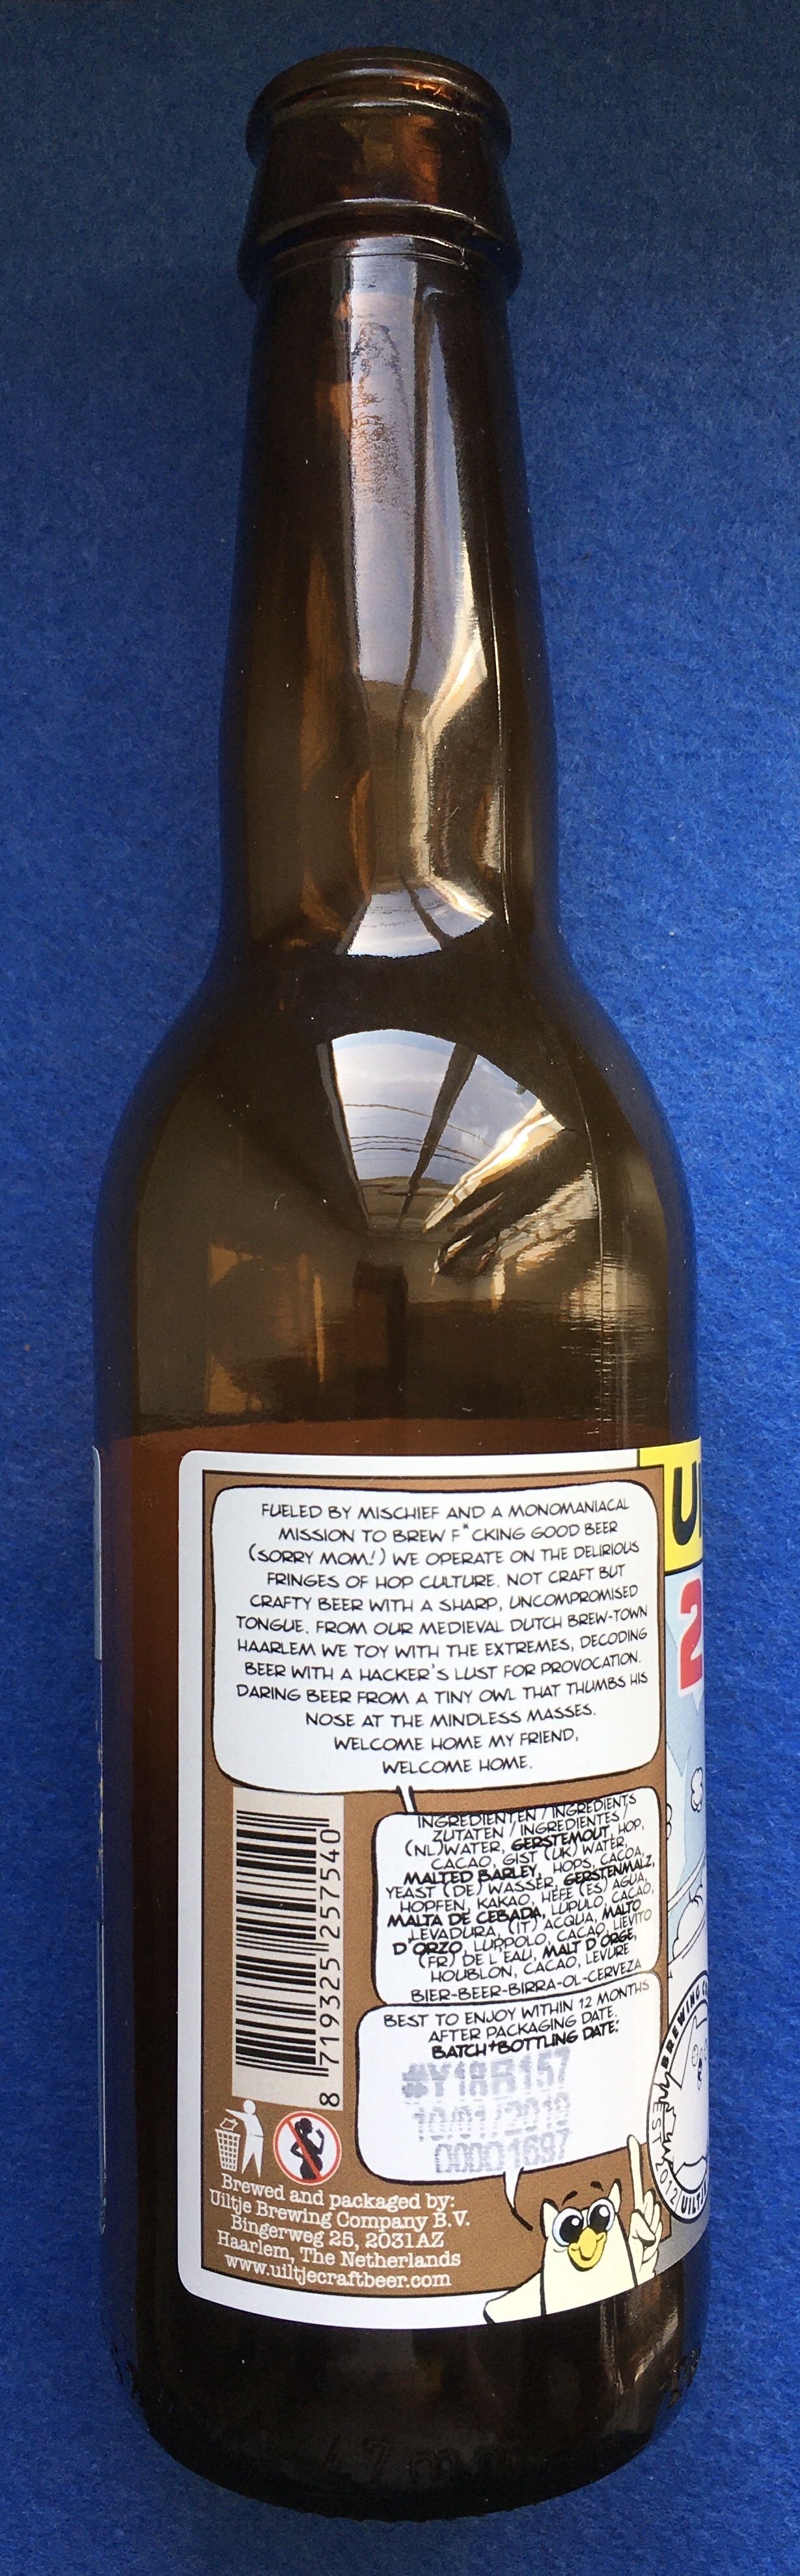 FUELED BY MISCHIEF AND A MONOMANIACAL
MISSION TO BREW F*CKING GOOD BEER
(SORRY MOM!) WE OPERATE ON THE DELIRIOUS
FRINGES OF HOP CULTURE. NOT CRAFT BUT
CRAFTY BEER WITH A SHARP, UNCOMPROMISED
TONGUE. FROM OUR MEDIEVAL DUTCH BREW-TOWN
HAARLEM WE TOY WITH THE EXTREMES, DECODING
BEER WITH A HACKER'S LUST FOR PROVOCATION.
DARING BEER FROM A TINY OWL THAT THUMBS HIS
NOSE AT THE MINDLESS MASSES.
WELCOME HOME MY FRIEND,
WELCOME HOME.
INGREDIENTEN / INGREDIENTS
ZUTATEN / INGREDIENTES /
(NL)WATER, GERSTEMOUT, HOP,
CACAO, GIST (UK) WATER,
MALTED BARLEY, HOPS, CACOA,
YEAST (DE) WASSER, GERSTENMALZ,
HOPFEN, KAKAO, HEFE (ES) AGUA,
MALTA DE CEBADA, LUPULO, CACAO,
LEVADURA, (IT) ACQUA, MALTO
D'ORZO, LUPPOLO, CACAO, LIEVITO
(FR) DE L'EAU, MALT D'ORGE,
HOUBLON, CACAO, LEVURE
BIER-BEER-BIRRA-OL-CERVEZA
BEST TO ENJOY WITHIN 12 MONTHS
AFTER PACKAGING DATE.
BATCH+BOTTLING DATE:
#Y18B157
10/01/2019
00001697
8 719325 257540
Brewed and packaged by:
Uiltje Brewing Company B.V.
Bingerweg 25, 2031AZ
Haarlem, The Netherlands
www.uiltjecraftbeer.com
U
2
BREWING
EST
2012